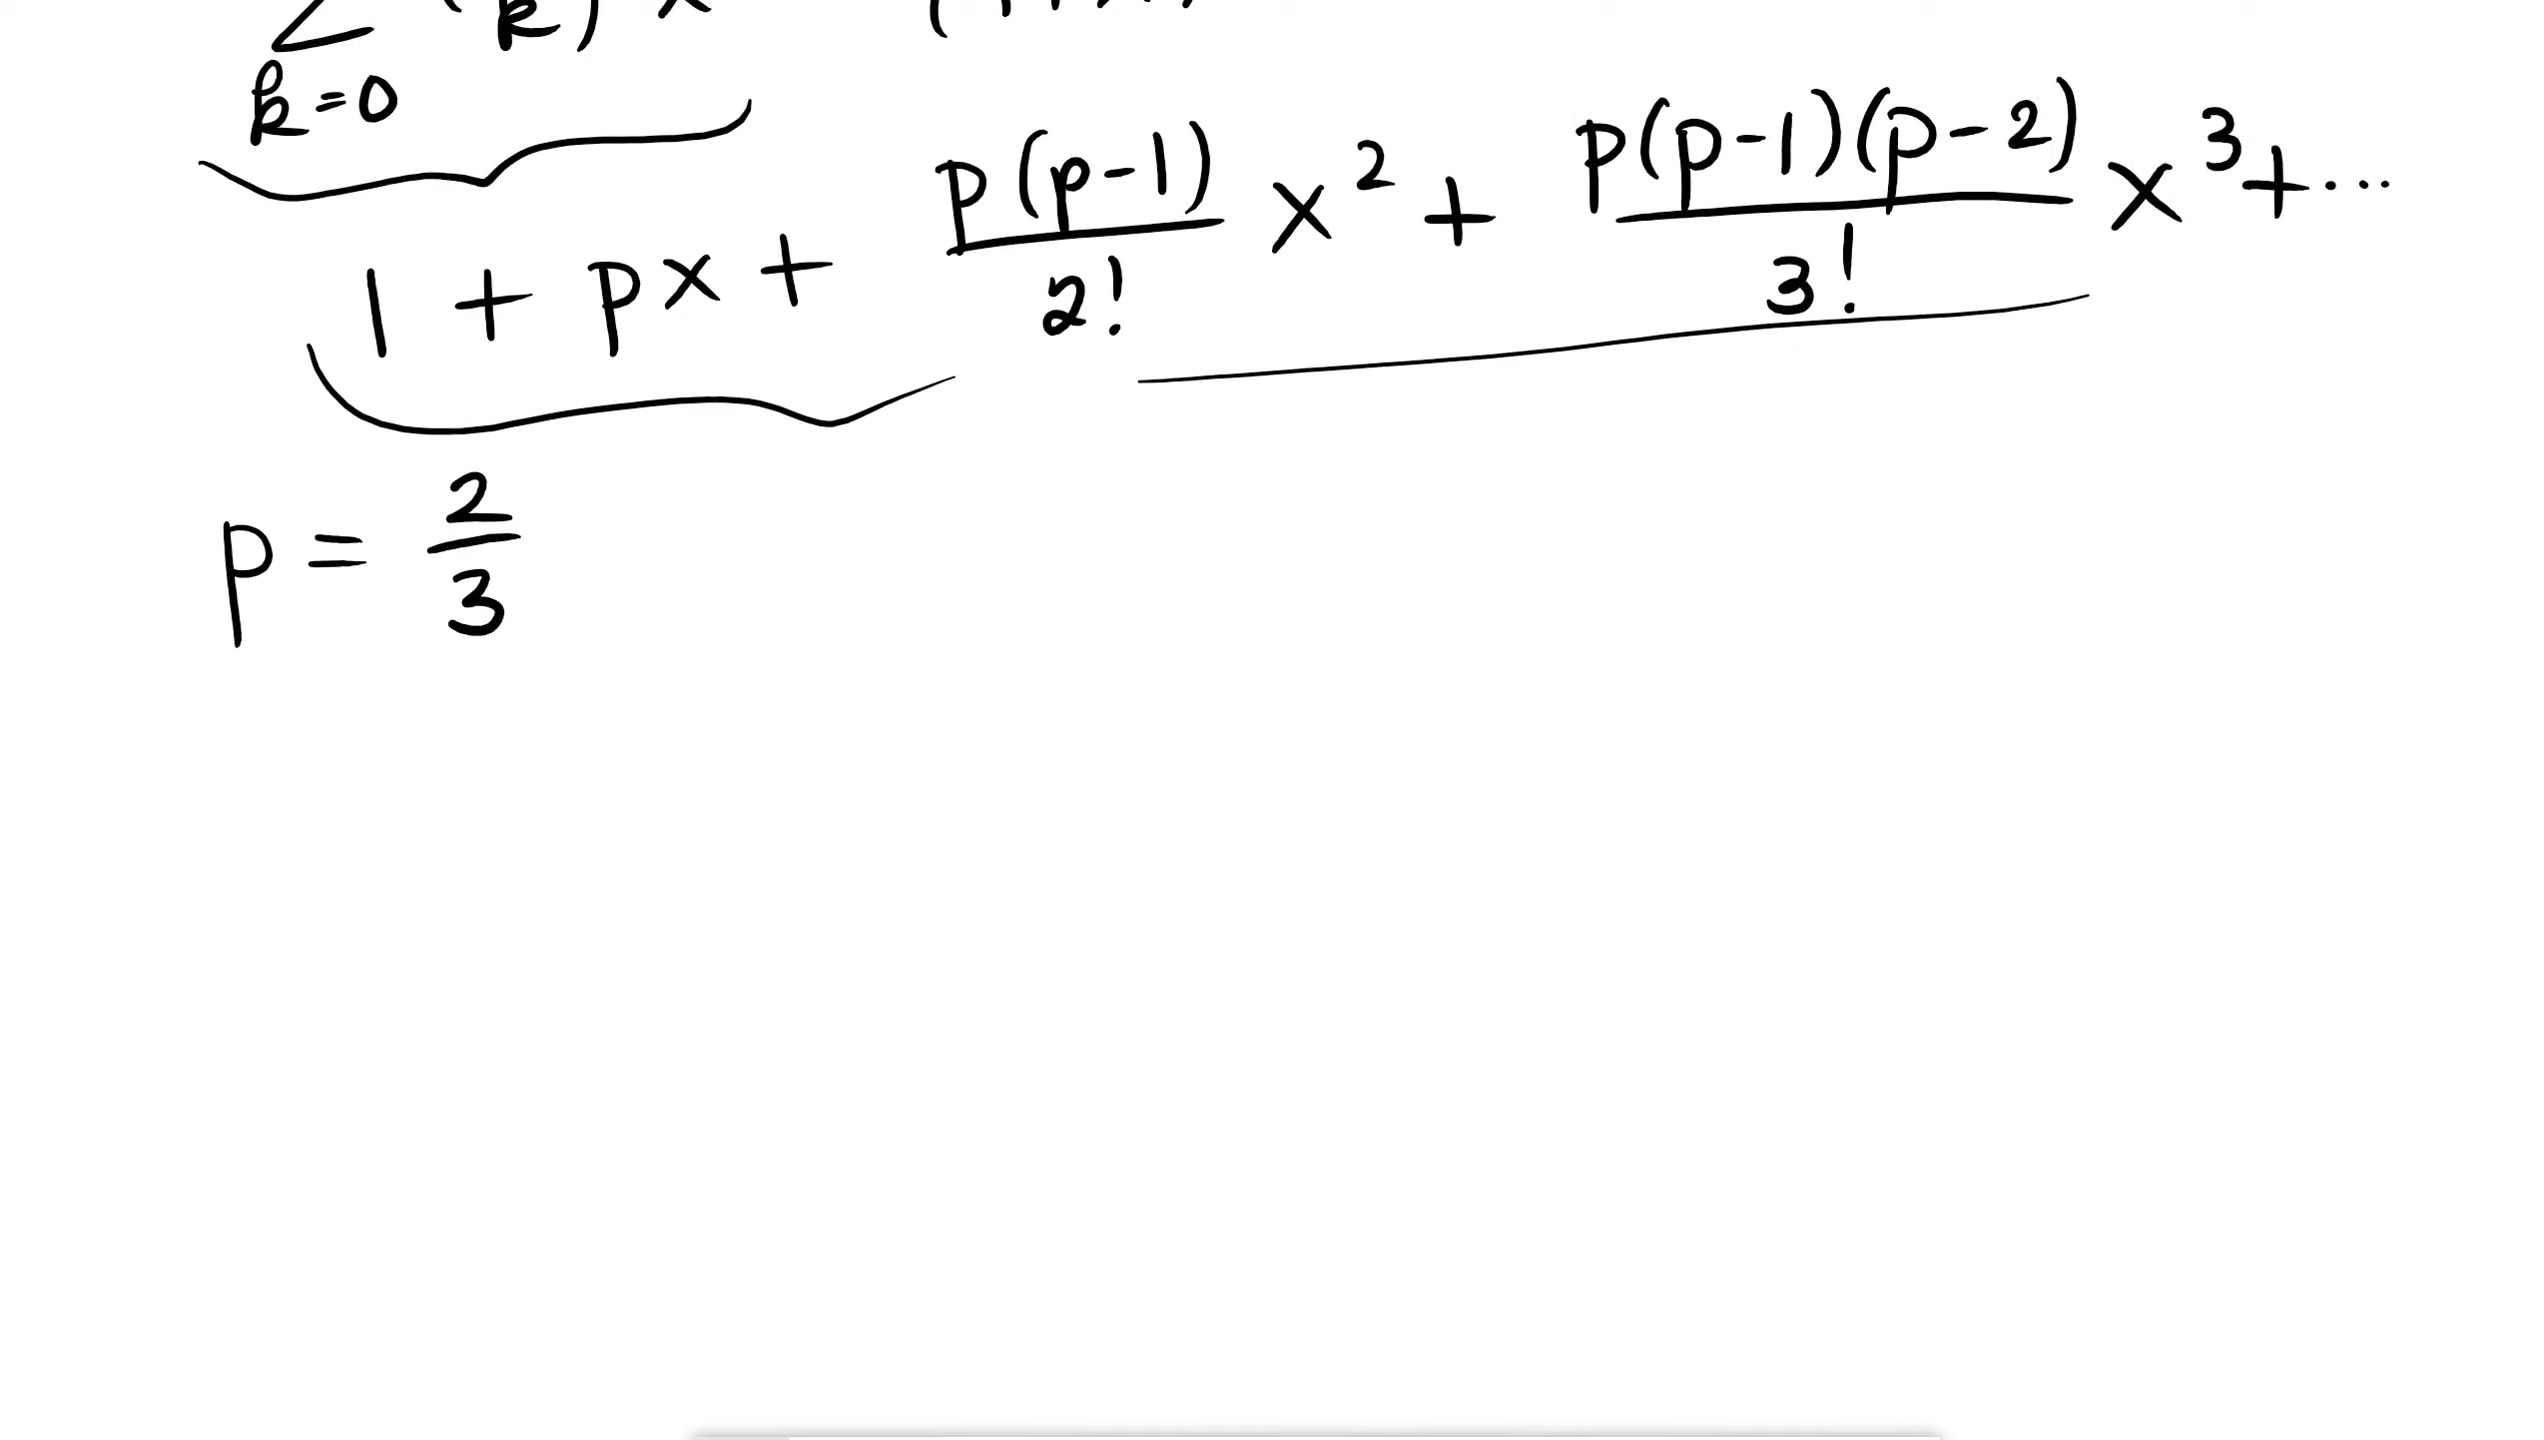 k=0
1 + px + p(p-1)/2! x² + p(p-1)(p-2)/3! x³+...
p = 2/3